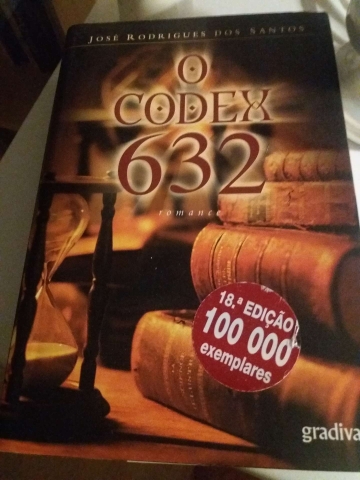 JOSÉ RODRIGUES DOS SANTOS
O
CODEX
632
romance
18.ª EDIÇÃO
100 000
exemplares
gradiva